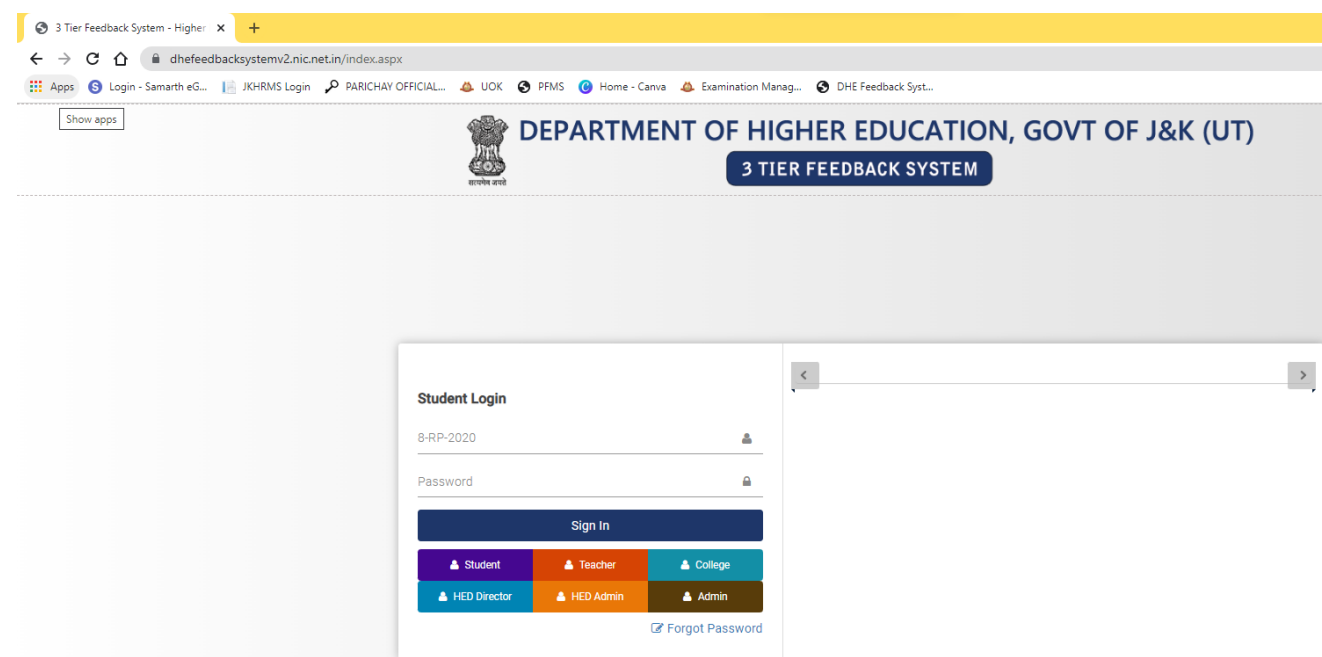 3 Tier Feedback System - Higher
dhefeedbacksystemv2.nic.net.in/index.aspx
Apps Login - Samarth eG... JKHRMS Login PARICHAY OFFICIAL... UOK PFMS Home - Canva Examination Manag... DHE Feedback Syst...
Show apps
DEPARTMENT OF HIGHER EDUCATION, GOVT OF J&K (UT)
3 TIER FEEDBACK SYSTEM
सत्यमेव जयते
Student Login
8-RP-2020
Password
Sign In
Student Teacher College
HED Director HED Admin Admin
Forgot Password